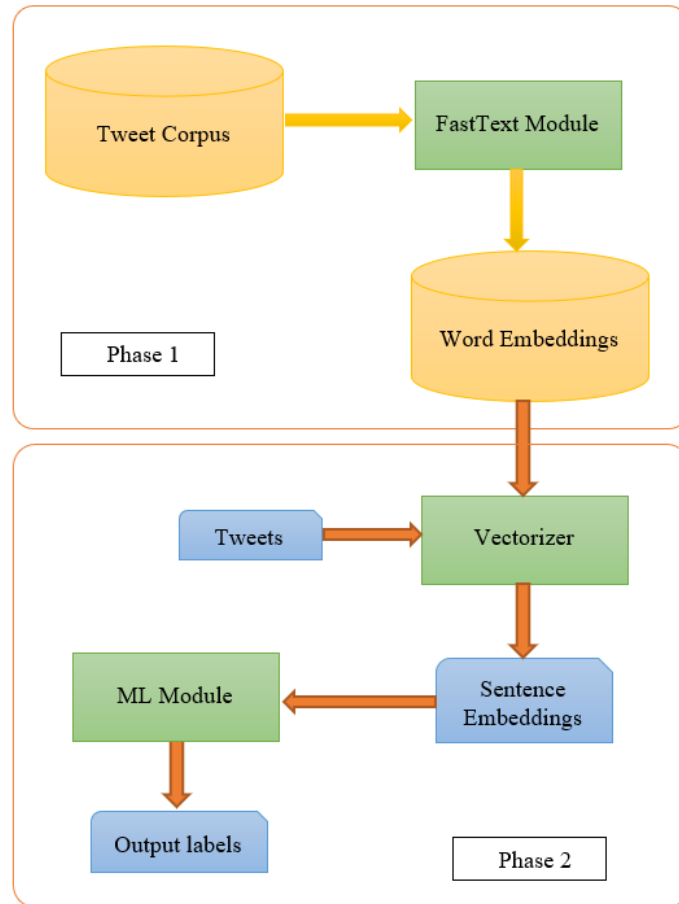 Tweet Corpus
FastText Module
Word Embeddings
Phase 1
Tweets
Vectorizer
ML Module
Sentence
Embeddings
Output labels
Phase 2